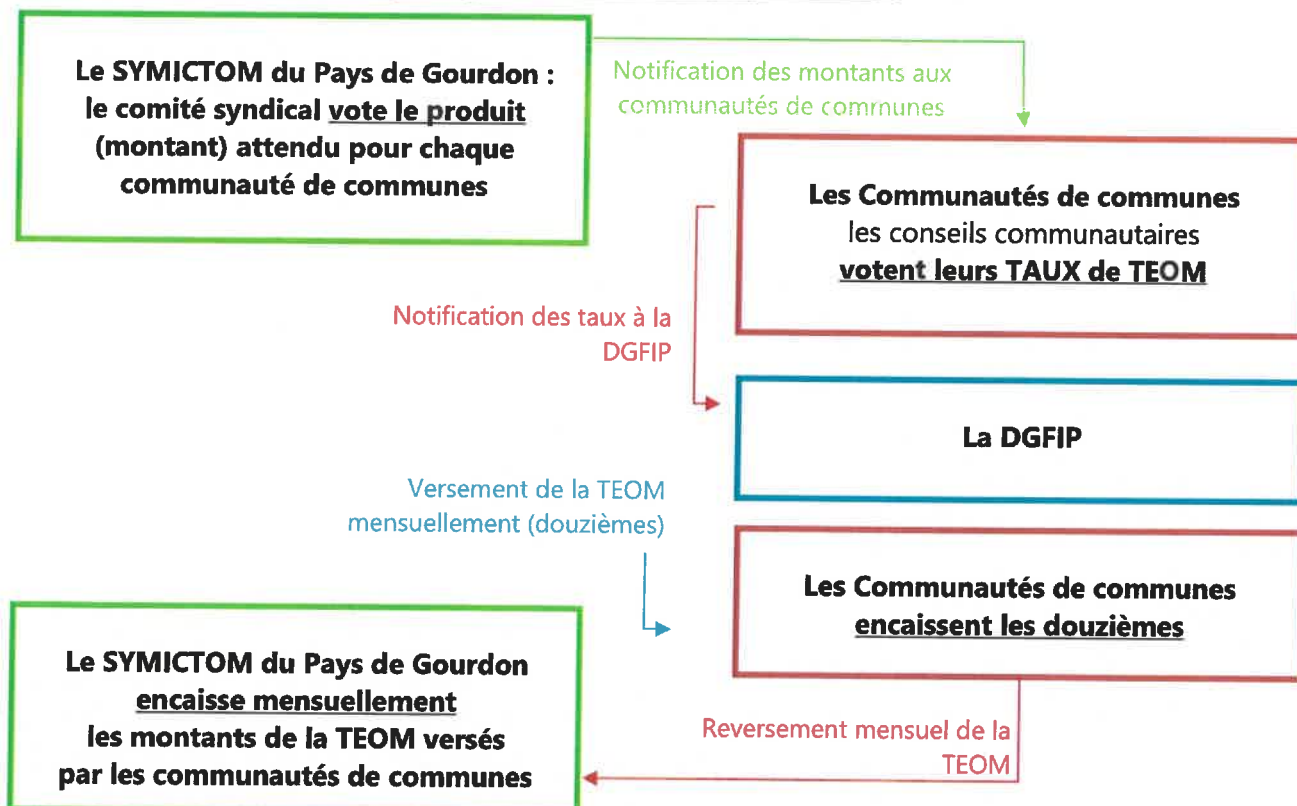 Le SYMICTOM du Pays de Gourdon :
le comité syndical vote le produit
(montant) attendu pour chaque
communauté de communes
Notification des montants aux
communautés de communes
Les Communautés de communes
les conseils communautaires
votent leurs TAUX de TEOM
Notification des taux à la
DGFIP
La DGFIP
Versement de la TEOM
mensuellement (douzièmes)
Les Communautés de communes
encaissent les douzièmes
Reversement mensuel de la
TEOM
Le SYMICTOM du Pays de Gourdon
encaisse mensuellement
les montants de la TEOM versés
par les communautés de communes